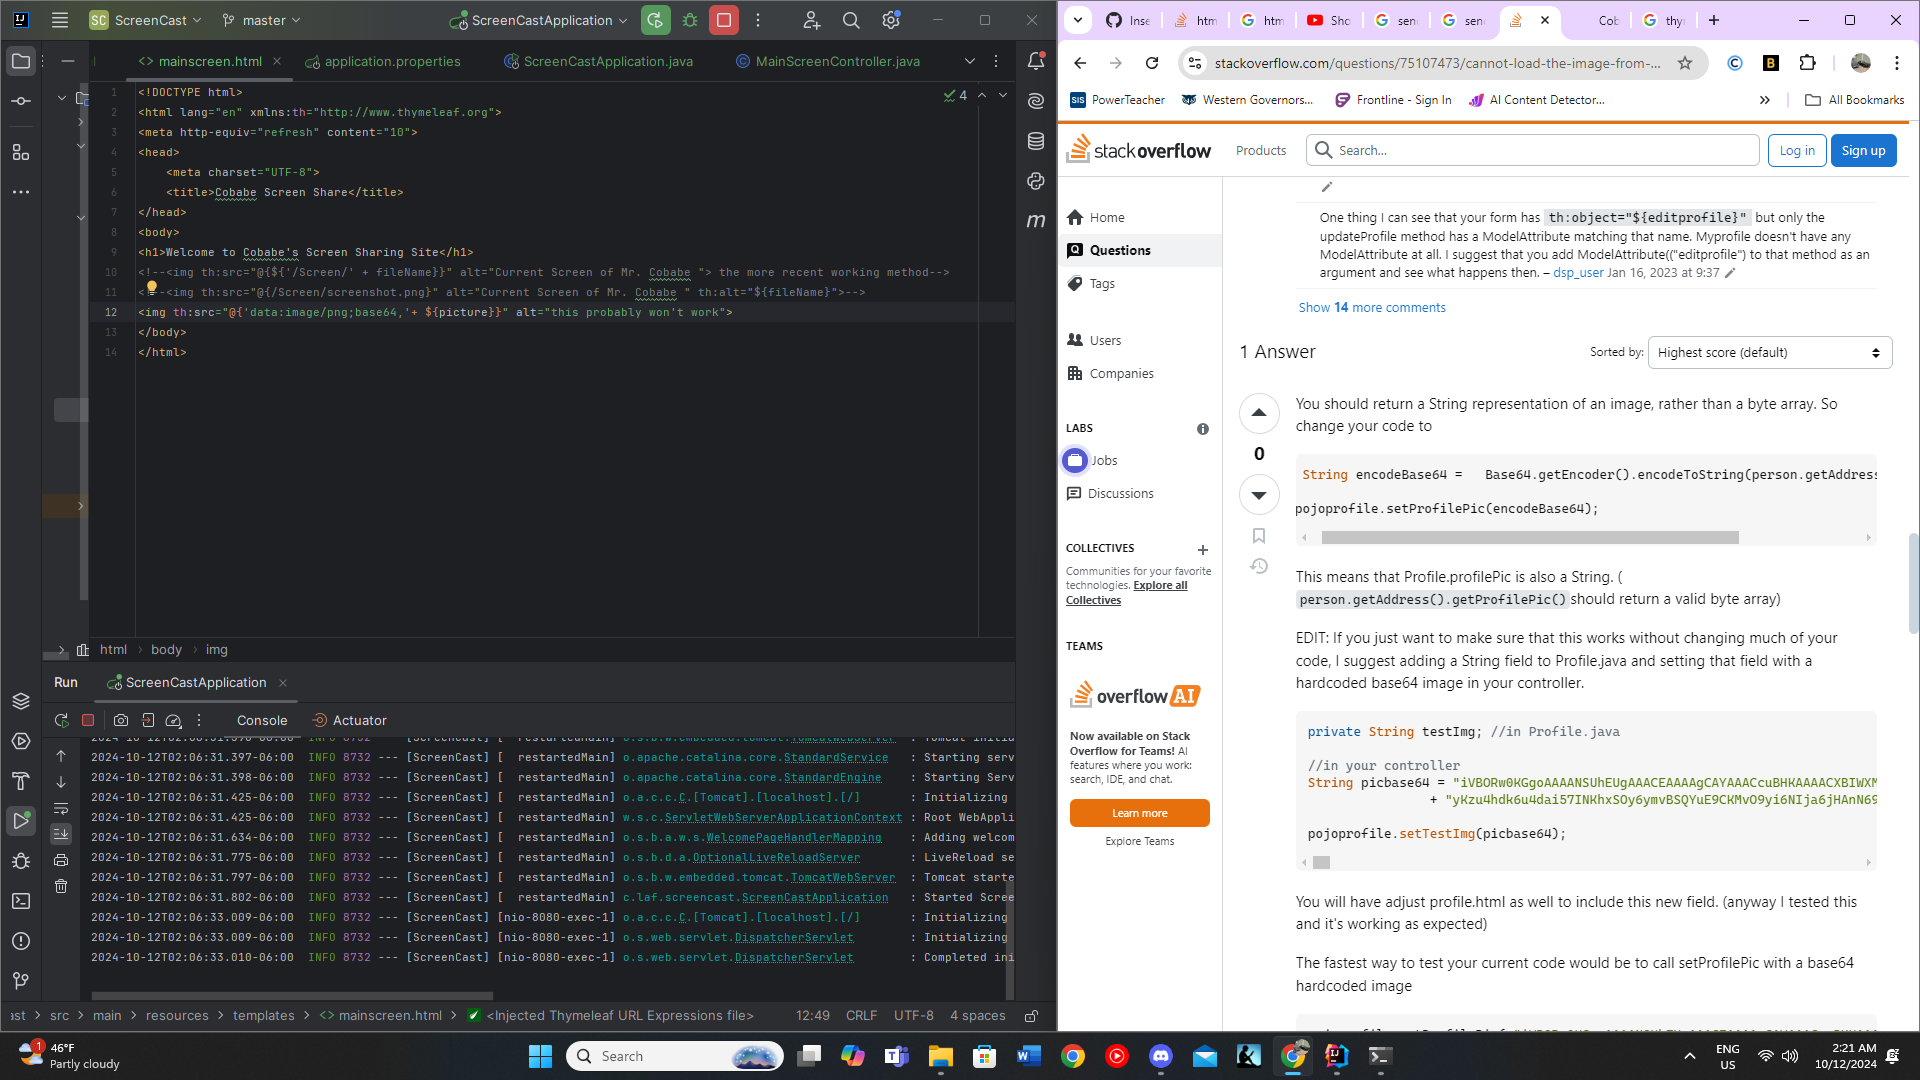 SC ScreenCast master ScreenCastApplication
mainscreen.html application.properties ScreenCastApplication.java MainScreenController.java
4
1 <!DOCTYPE html>
2 <html lang="en" xmlns:th="http://www.thymeleaf.org">
3 <meta http-equiv="refresh" content="10">
4 <head>
5 <meta charset="UTF-8">
6 <title>Cobabe Screen Share</title>
7 </head>
8 <body>
9 <h1>Welcome to Cobabe's Screen Sharing Site</h1>
10 <!--<img th:src="@{${'/Screen/' + fileName}}" alt="Current Screen of Mr. Cobabe "> the more recent working method-->
11 <!--<img th:src="@{/Screen/screenshot.png}" alt="Current Screen of Mr. Cobabe " th:alt="${fileName}">-->
12 <img th:src="@{'data:image/png;base64,'+ ${picture}}" alt="this probably won't work">
13 </body>
14 </html>
html body img
Run ScreenCastApplication
Console Actuator
2024-10-12T02:06:31.397-06:00 INFO 8732 --- [ScreenCast] [ restartedMain] o.apache.catalina.core.StandardService : Starting serv
2024-10-12T02:06:31.398-06:00 INFO 8732 --- [ScreenCast] [ restartedMain] o.apache.catalina.core.StandardEngine : Starting Serv
2024-10-12T02:06:31.425-06:00 INFO 8732 --- [ScreenCast] [ restartedMain] o.a.c.c.C.[Tomcat].[localhost].[/] : Initializing
2024-10-12T02:06:31.425-06:00 INFO 8732 --- [ScreenCast] [ restartedMain] w.s.c.ServletWebServerApplicationContext : Root WebAppli
2024-10-12T02:06:31.634-06:00 INFO 8732 --- [ScreenCast] [ restartedMain] o.s.b.a.w.s.WelcomePageHandlerMapping : Adding welcom
2024-10-12T02:06:31.775-06:00 INFO 8732 --- [ScreenCast] [ restartedMain] o.s.b.d.a.OptionalLiveReloadServer : LiveReload se
2024-10-12T02:06:31.797-06:00 INFO 8732 --- [ScreenCast] [ restartedMain] o.s.b.w.embedded.tomcat.TomcatWebServer : Tomcat starte
2024-10-12T02:06:31.802-06:00 INFO 8732 --- [ScreenCast] [ restartedMain] c.laf.screencast.ScreenCastApplication : Started Scree
2024-10-12T02:06:33.009-06:00 INFO 8732 --- [ScreenCast] [nio-8080-exec-1] o.a.c.c.C.[Tomcat].[localhost].[/] : Initializing
2024-10-12T02:06:33.009-06:00 INFO 8732 --- [ScreenCast] [nio-8080-exec-1] o.s.web.servlet.DispatcherServlet : Initializing
2024-10-12T02:06:33.010-06:00 INFO 8732 --- [ScreenCast] [nio-8080-exec-1] o.s.web.servlet.DispatcherServlet : Completed ini
ast src main resources templates mainscreen.html <Injected Thymeleaf URL Expressions file> 12:49 CRLF UTF-8 4 spaces
Inse htm htm Sho sen sen Cob thy
stackoverflow.com/questions/75107473/cannot-load-the-image-from-...
PowerTeacher Western Governors... Frontline - Sign In AI Content Detector... All Bookmarks
stackoverflow Products Search... Log in Sign up
Home
Questions
Tags
Users
Companies
LABS
Jobs
Discussions
COLLECTIVES
Communities for your favorite
technologies. Explore all
Collectives
TEAMS
overflow AI
Now available on Stack
Overflow for Teams! AI
features where you work:
search, IDE, and chat.
Learn more
Explore Teams
One thing I can see that your form has th:object="${editprofile}" but only the
updateProfile method has a ModelAttribute matching that name. Myprofile doesn't have any
ModelAttribute at all. I suggest that you add ModelAttribute(("editprofile") to that method as an
argument and see what happens then. – dsp_user Jan 16, 2023 at 9:37
Show 14 more comments
1 Answer
Sorted by: Highest score (default)
0
You should return a String representation of an image, rather than a byte array. So
change your code to
String encodeBase64 = Base64.getEncoder().encodeToString(person.getAddress
pojoprofile.setProfilePic(encodeBase64);
This means that Profile.profilePic is also a String. (
person.getAddress().getProfilePic() should return a valid byte array)
EDIT: If you just want to make sure that this works without changing much of your
code, I suggest adding a String field to Profile.java and setting that field with a
hardcoded base64 image in your controller.
private String testImg; //in Profile.java
//in your controller
String picbase64 = "iVBORw0KGgoAAAANSUhEUgAAACEAAAAgCAYAAACcuBHKAAAACXBIWXM
+ "yKzu4hdk6u4dai57INKhxSOy6ymvBSQYuE9CKMvO9yi6NIja6jHAnN69
pojoprofile.setTestImg(picbase64);
You will have adjust profile.html as well to include this new field. (anyway I tested this
and it's working as expected)
The fastest way to test your current code would be to call setProfilePic with a base64
hardcoded image
1
46°F
Partly cloudy
Search
ENG
US
2:21 AM
10/12/2024